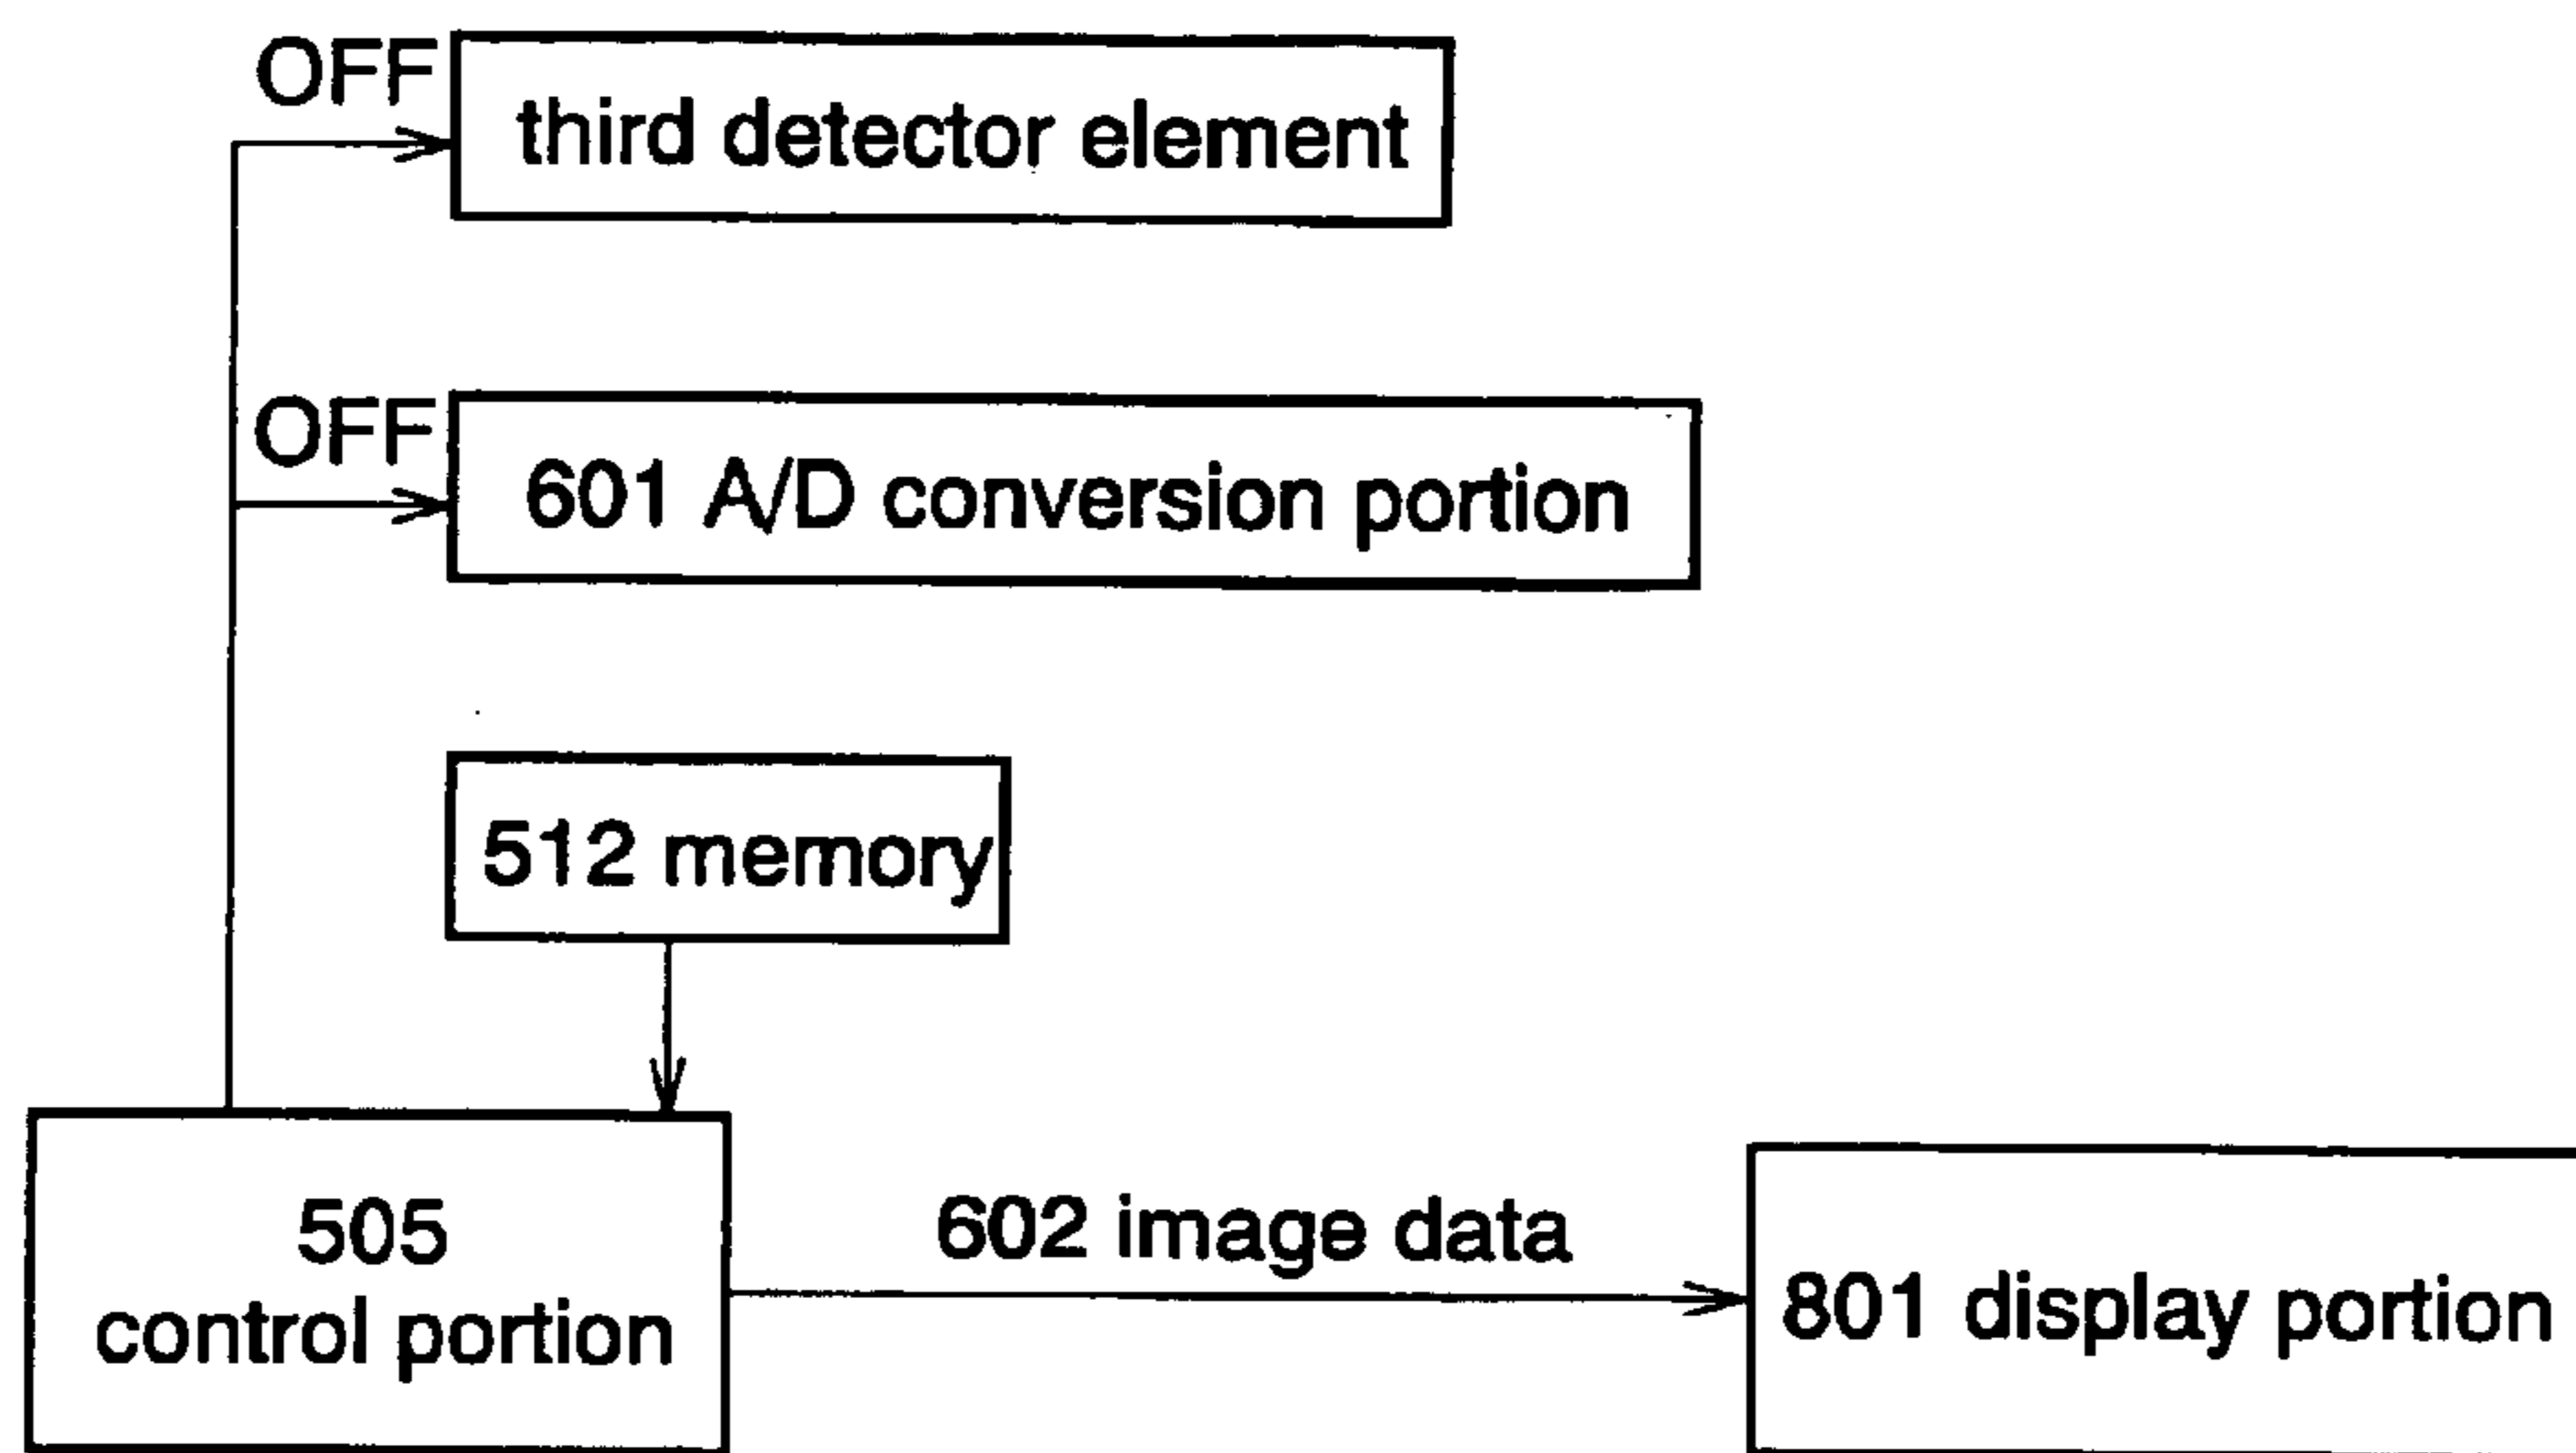 OFF
third detector element
OFF
601 A/D conversion portion
512 memory
505
control portion
602 image data
801 display portion